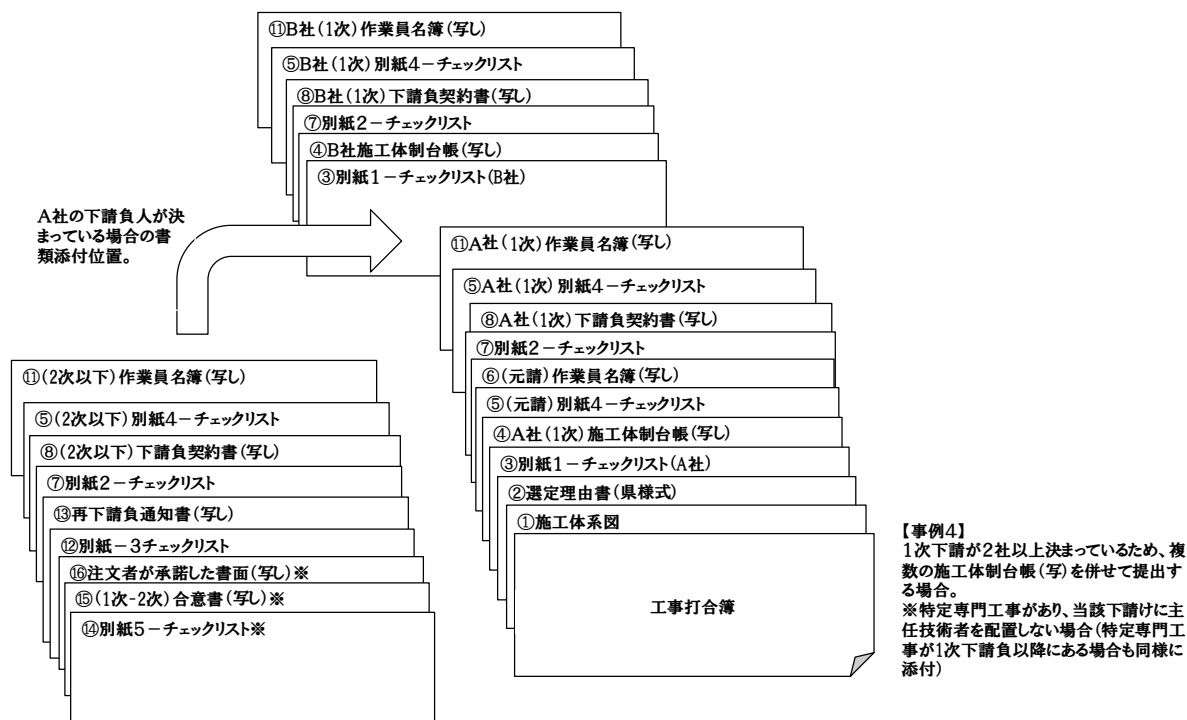 ⑪B社(1次)作業員名簿(写し)
⑤B社(1次)別紙4－チェックリスト
⑧B社(1次)下請負契約書(写し)
⑦別紙2－チェックリスト
④B社施工体制台帳(写し)
③別紙1－チェックリスト(B社)
A社の下請負人が決
まっている場合の書
類添付位置。
⑪A社(1次)作業員名簿(写し)
⑤A社(1次)別紙4－チェックリスト
⑧A社(1次)下請負契約書(写し)
⑦別紙2－チェックリスト
⑥(元請)作業員名簿(写し)
⑤(元請)別紙4－チェックリスト
④A社(1次)施工体制台帳(写し)
③別紙1－チェックリスト(A社)
②選定理由書(県様式)
①施工体系図
工事打合簿
⑪(2次以下)作業員名簿(写し)
⑤(2次以下)別紙4－チェックリスト
⑧(2次以下)下請負契約書(写し)
⑦別紙2－チェックリスト
⑬再下請負通知書(写し)
⑫別紙－3チェックリスト
⑯注文者が承諾した書面(写し)※
⑮(1次-2次)合意書(写し)※
⑭別紙5－チェックリスト※
【事例4】
1次下請が2社以上決まっているため、複
数の施工体制台帳(写)を併せて提出す
る場合。
※特定専門工事があり、当該下請けに主
任技術者を配置しない場合(特定専門工
事が1次下請負以降にある場合も同様に
添付)